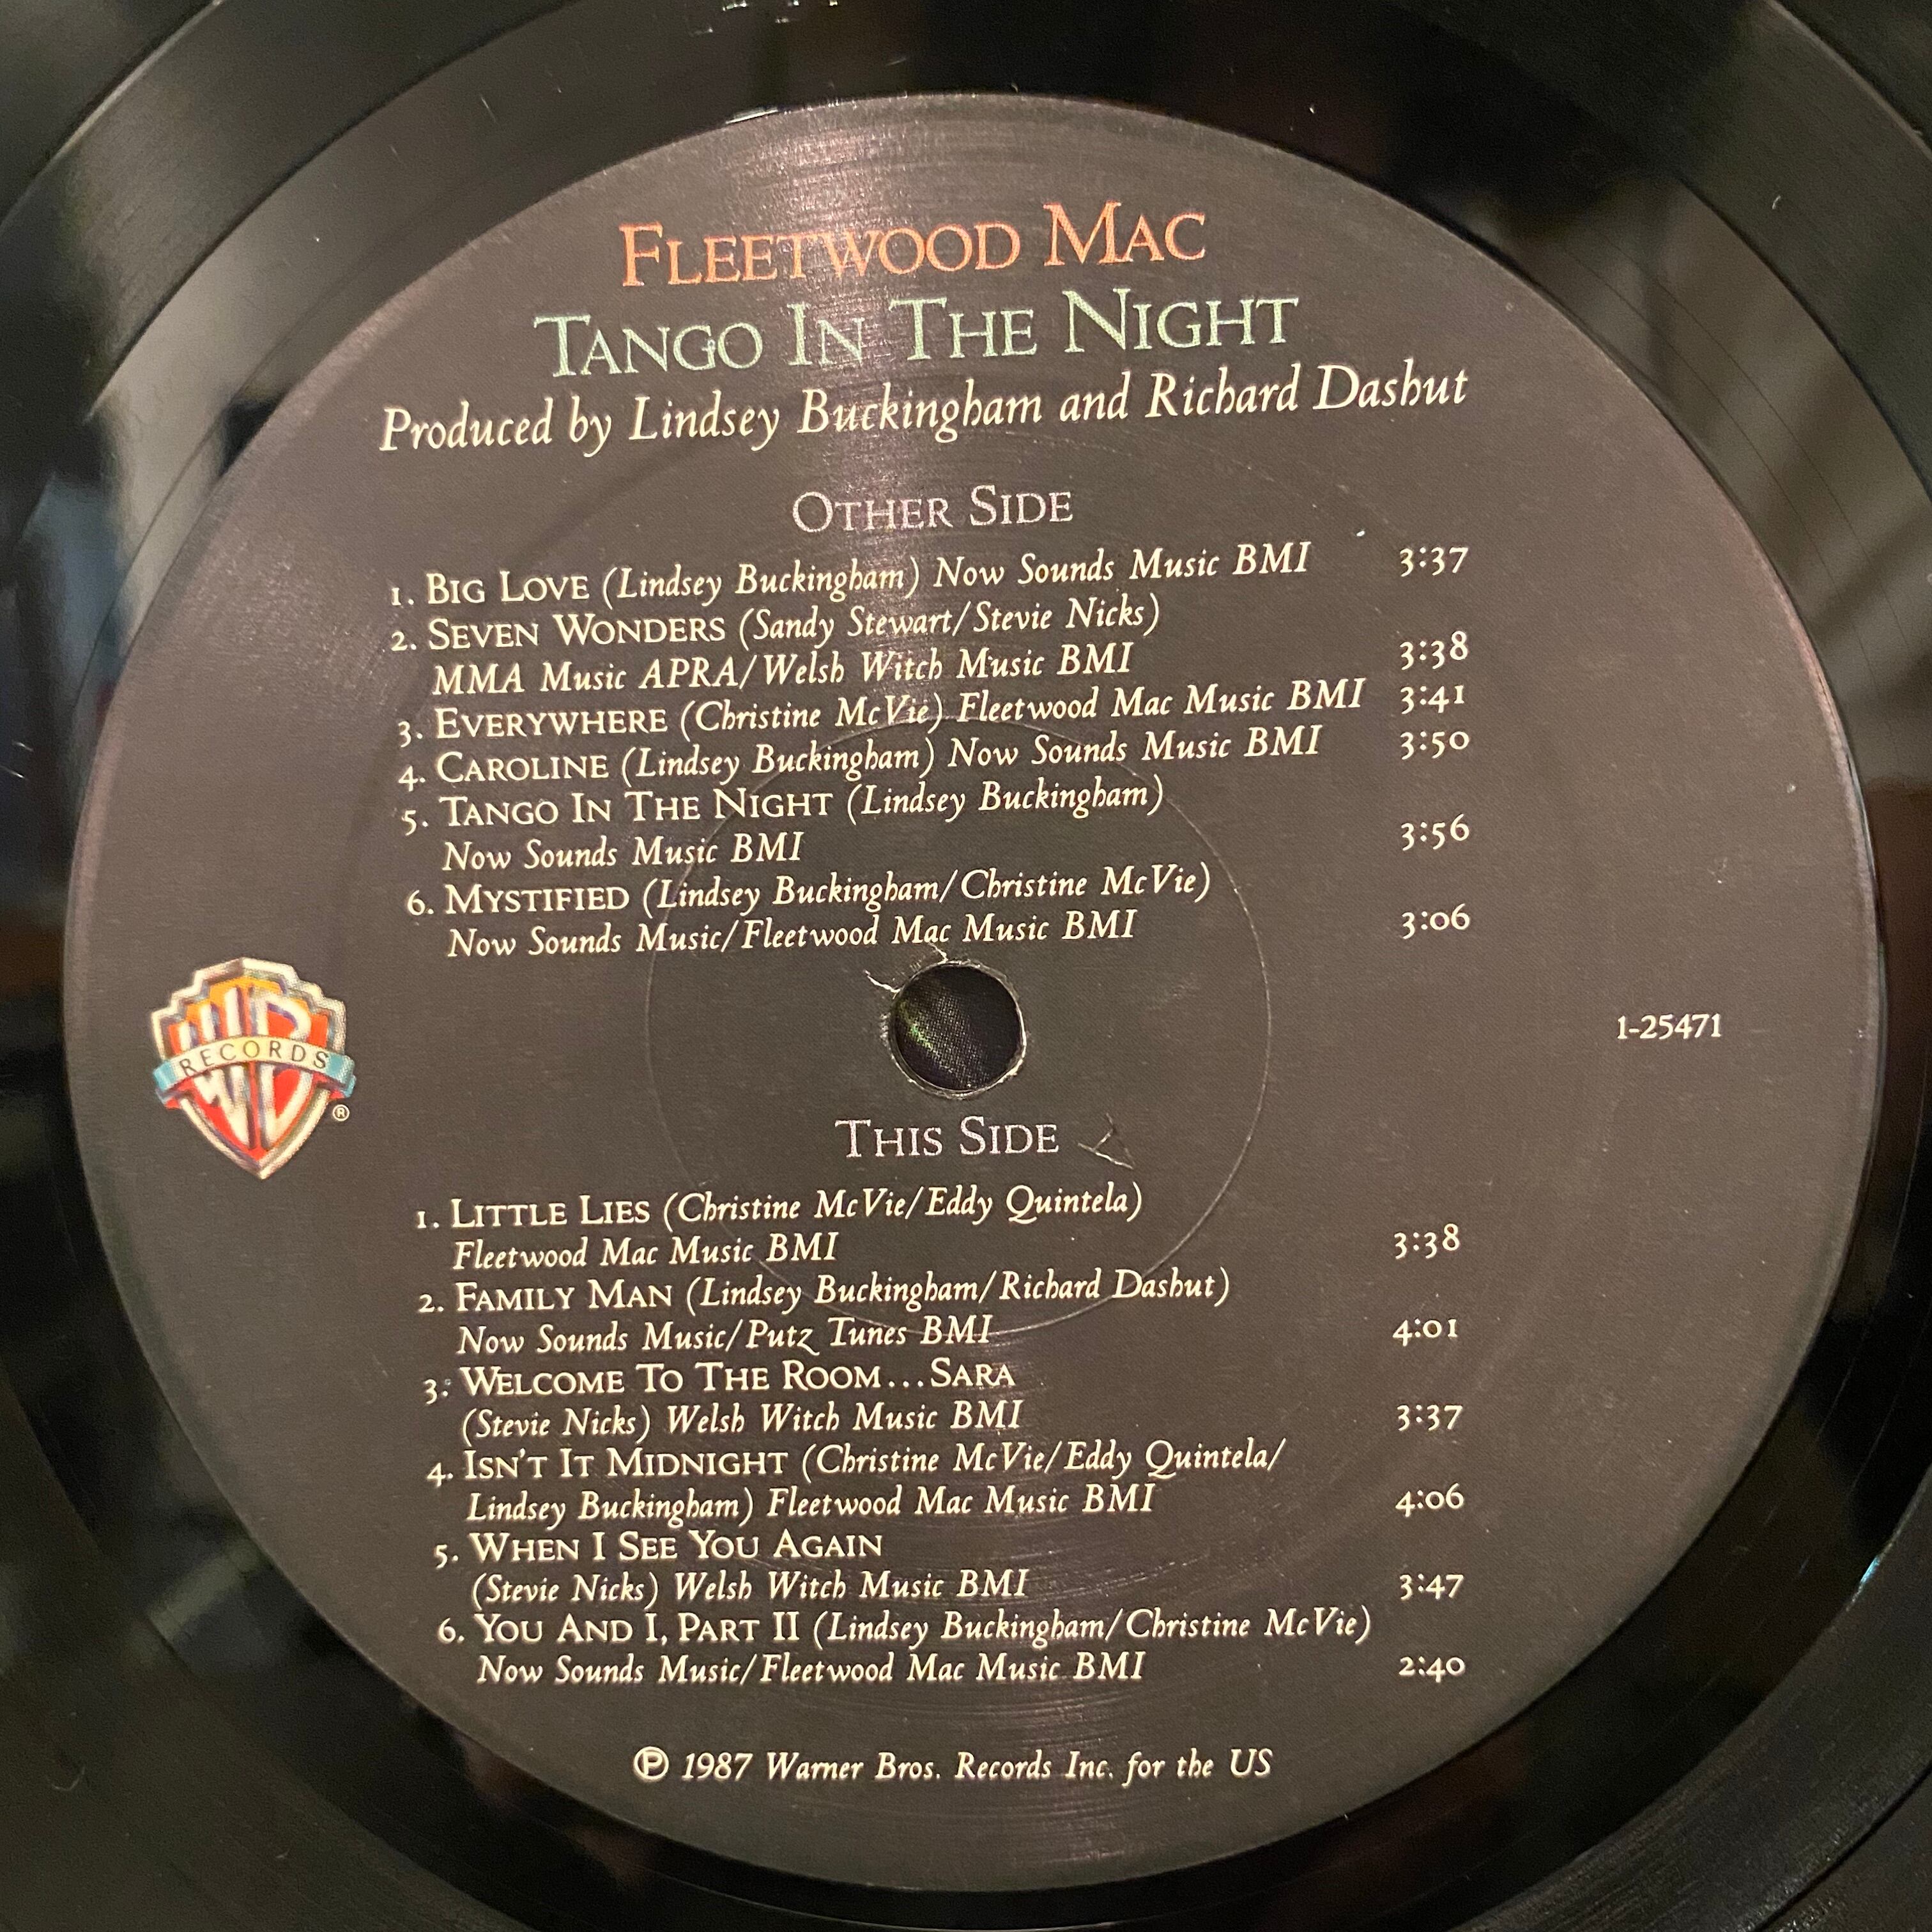 FLEETWOOD MAC
TANGO IN THE NIGHT
Produced by Lindsey Buckingham and Richard Dashut
OTHER SIDE
1. BIG LOVE (Lindsey Buckingham) Now Sounds Music BMI 3:37
2. SEVEN WONDERS (Sandy Stewart/Stevie Nicks)
MMA Music APRA/Welsh Witch Music BMI 3:38
3. EVERYWHERE (Christine McVie) Fleetwood Mac Music BMI 3:41
4. CAROLINE (Lindsey Buckingham) Now Sounds Music BMI 3:50
5. TANGO IN THE NIGHT (Lindsey Buckingham)
Now Sounds Music BMI 3:56
6. MYSTIFIED (Lindsey Buckingham/Christine McVie)
Now Sounds Music/Fleetwood Mac Music BMI 3:06
WB
RECORDS
®
1-25471
THIS SIDE
1. LITTLE LIES (Christine McVie/Eddy Quintela)
Fleetwood Mac Music BMI 3:38
2. FAMILY MAN (Lindsey Buckingham/Richard Dashut)
Now Sounds Music/Putz Tunes BMI 4:01
3. WELCOME TO THE ROOM...SARA
(Stevie Nicks) Welsh Witch Music BMI 3:37
4. ISN'T IT MIDNIGHT (Christine McVie/Eddy Quintela/
Lindsey Buckingham) Fleetwood Mac Music BMI 4:06
5. WHEN I SEE YOU AGAIN
(Stevie Nicks) Welsh Witch Music BMI 3:47
6. YOU AND I, PART II (Lindsey Buckingham/Christine McVie)
Now Sounds Music/Fleetwood Mac Music BMI 2:40
℗ 1987 Warner Bros. Records Inc. for the US